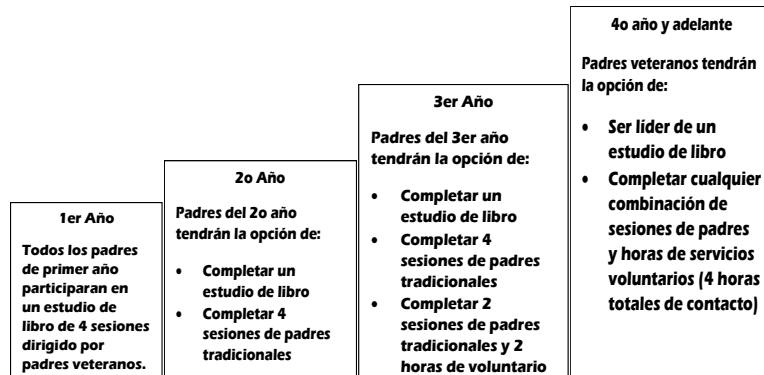 1er Año
Todos los padres
de primer año
participaran en
un estudio de
libro de 4 sesiones
dirigido por
padres veteranos.
2o Año
Padres del 2o año
tendrán la opción de:
• Completar un
estudio de libro
• Completar 4
sesiones de padres
tradicionales
3er Año
Padres del 3er año
tendrán la opción de:
• Completar un
estudio de libro
• Completar 4
sesiones de padres
tradicionales
• Completar 2
sesiones de padres
tradicionales y 2
horas de voluntario
4o año y adelante
Padres veteranos tendrán
la opción de:
• Ser líder de un
estudio de libro
• Completar cualquier
combinación de
sesiones de padres
y horas de servicios
voluntarios (4 horas
totales de contacto)